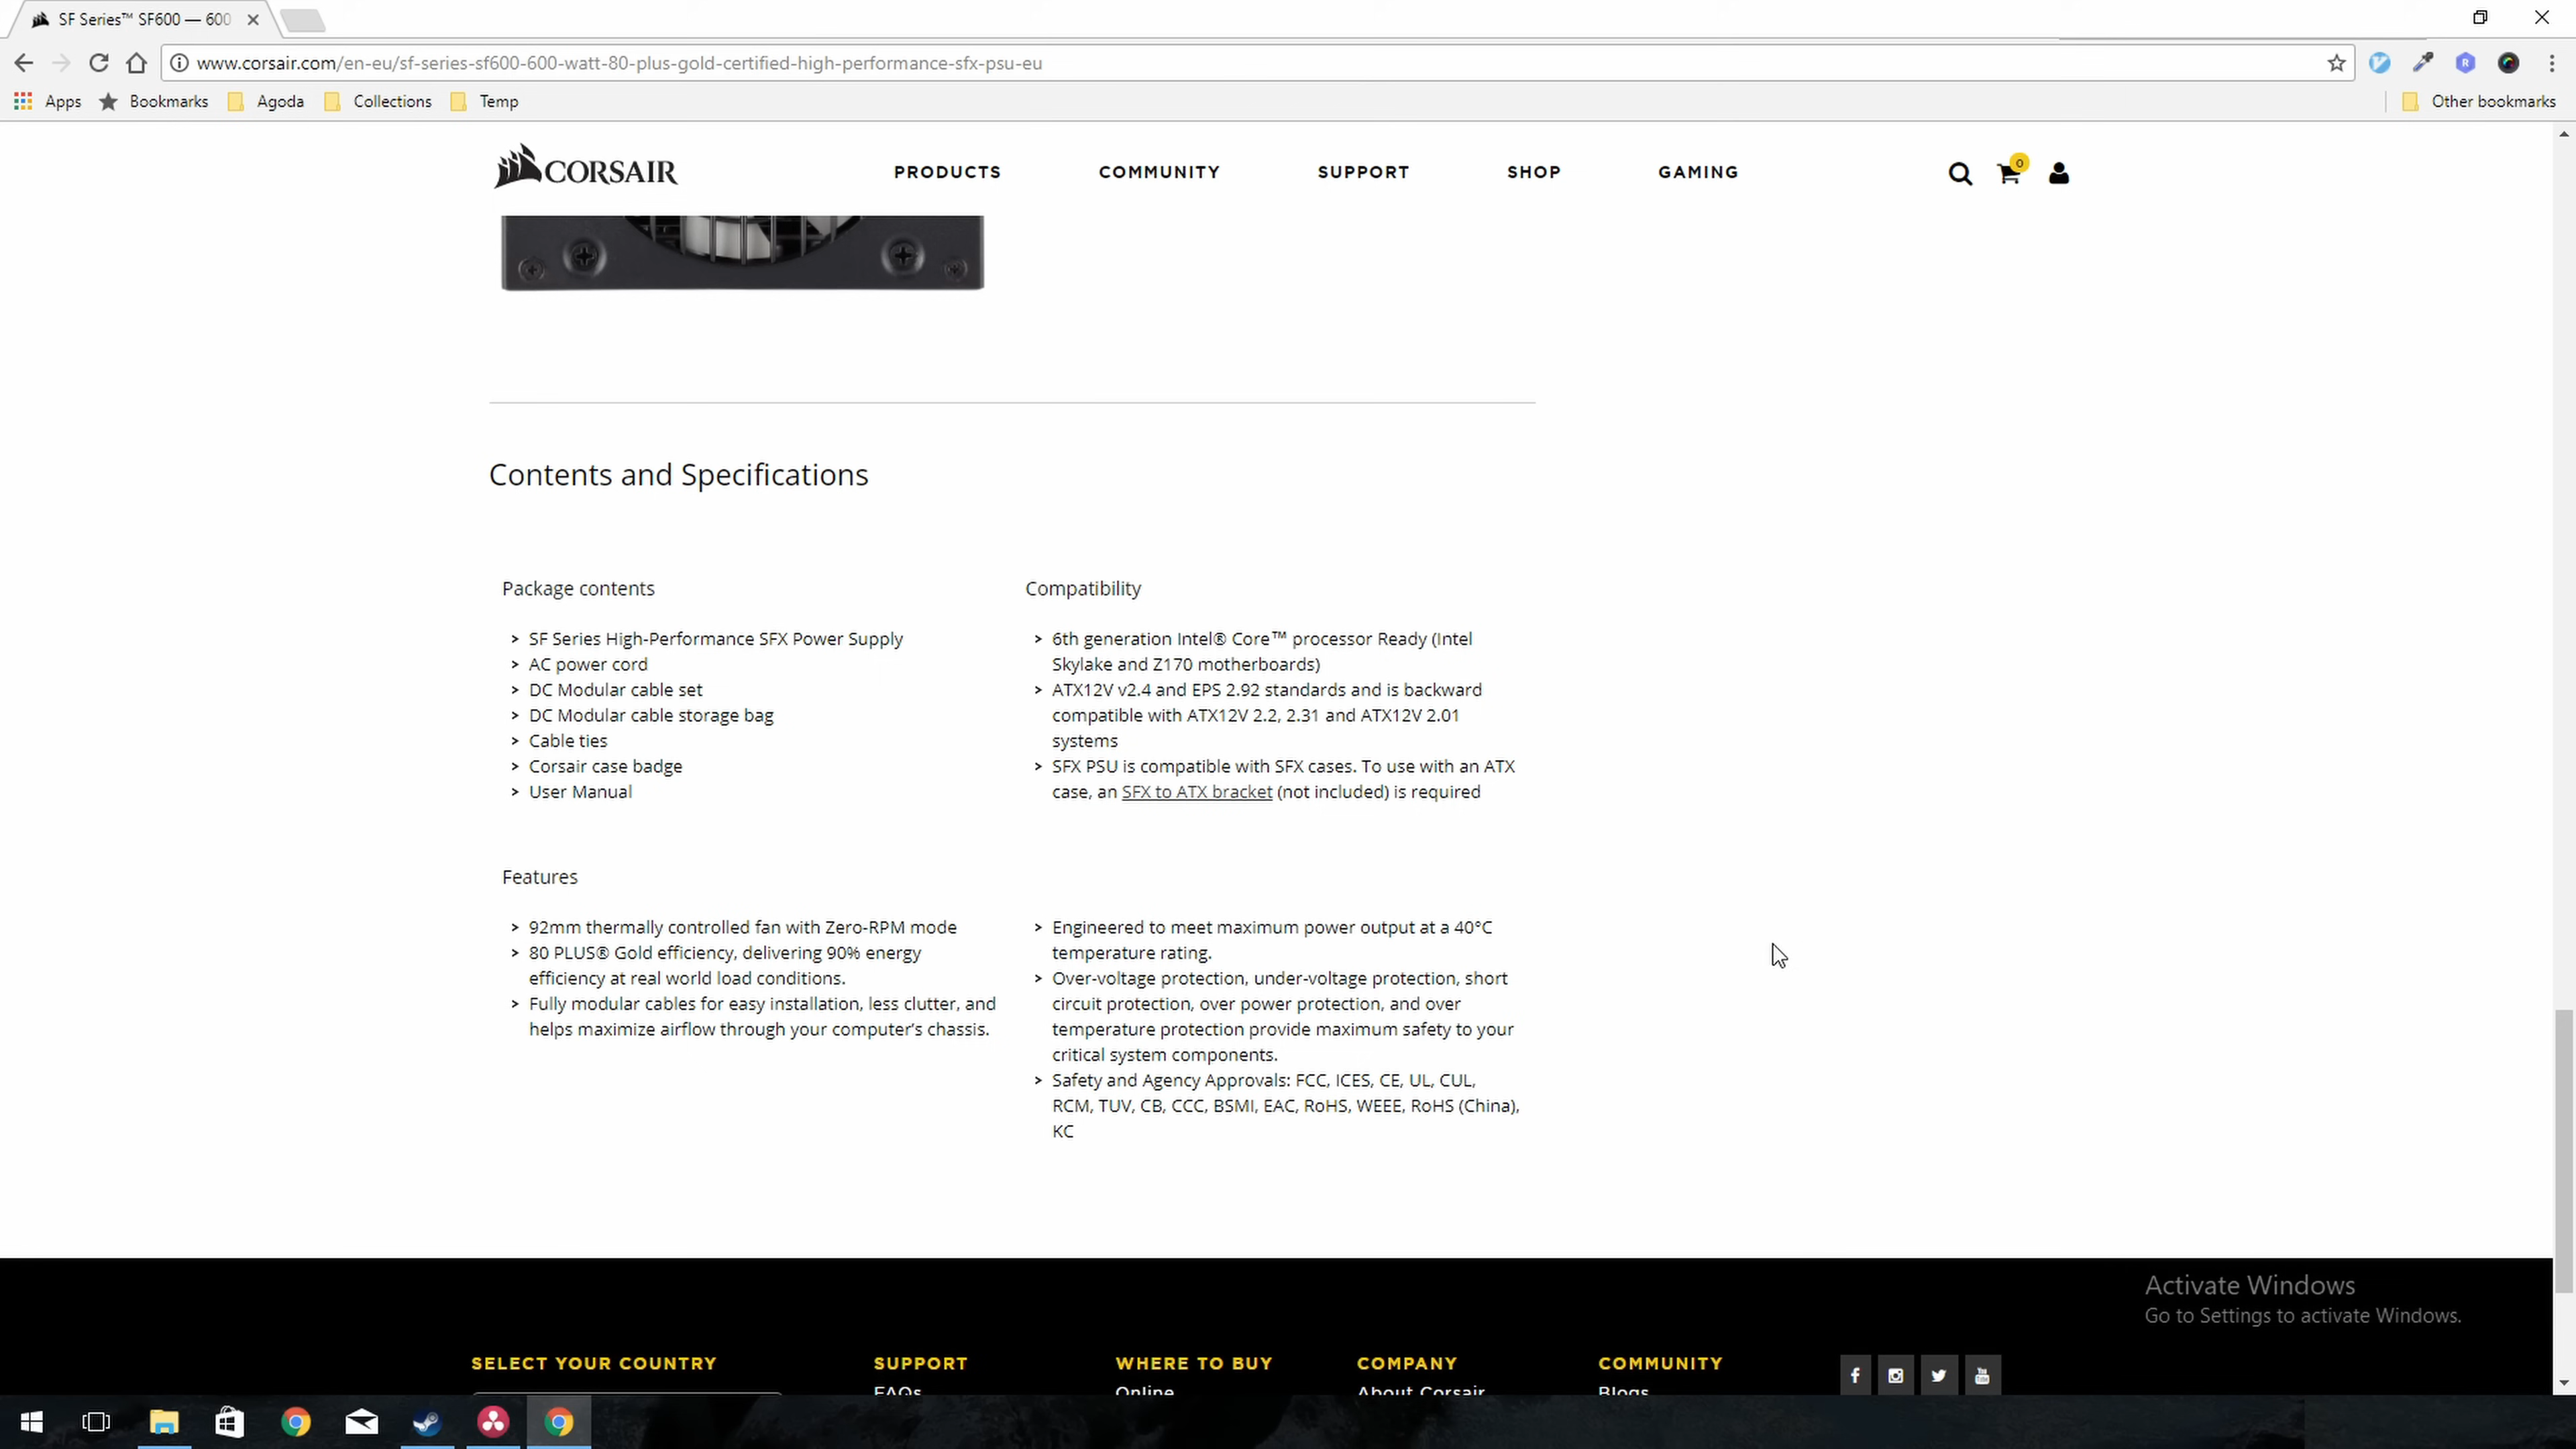 SF Series™ SF600 — 600
www.corsair.com/en-eu/sf-series-sf600-600-watt-80-plus-gold-certified-high-performance-sfx-psu-eu
Apps Bookmarks Agoda Collections Temp Other bookmarks
CORSAIR PRODUCTS COMMUNITY SUPPORT SHOP GAMING 0
Contents and Specifications
Package contents
> SF Series High-Performance SFX Power Supply
> AC power cord
> DC Modular cable set
> DC Modular cable storage bag
> Cable ties
> Corsair case badge
> User Manual
Compatibility
> 6th generation Intel® Core™ processor Ready (Intel
Skylake and Z170 motherboards)
> ATX12V v2.4 and EPS 2.92 standards and is backward
compatible with ATX12V 2.2, 2.31 and ATX12V 2.01
systems
> SFX PSU is compatible with SFX cases. To use with an ATX
case, an SFX to ATX bracket (not included) is required
Features
> 92mm thermally controlled fan with Zero-RPM mode
> 80 PLUS® Gold efficiency, delivering 90% energy
efficiency at real world load conditions.
> Fully modular cables for easy installation, less clutter, and
helps maximize airflow through your computer's chassis.
> Engineered to meet maximum power output at a 40°C
temperature rating.
> Over-voltage protection, under-voltage protection, short
circuit protection, over power protection, and over
temperature protection provide maximum safety to your
critical system components.
> Safety and Agency Approvals: FCC, ICES, CE, UL, CUL,
RCM, TUV, CB, CCC, BSMI, EAC, RoHS, WEEE, RoHS (China),
KC
Activate Windows
Go to Settings to activate Windows.
SELECT YOUR COUNTRY SUPPORT WHERE TO BUY COMPANY COMMUNITY
FAQs Online About Corsair Blogs